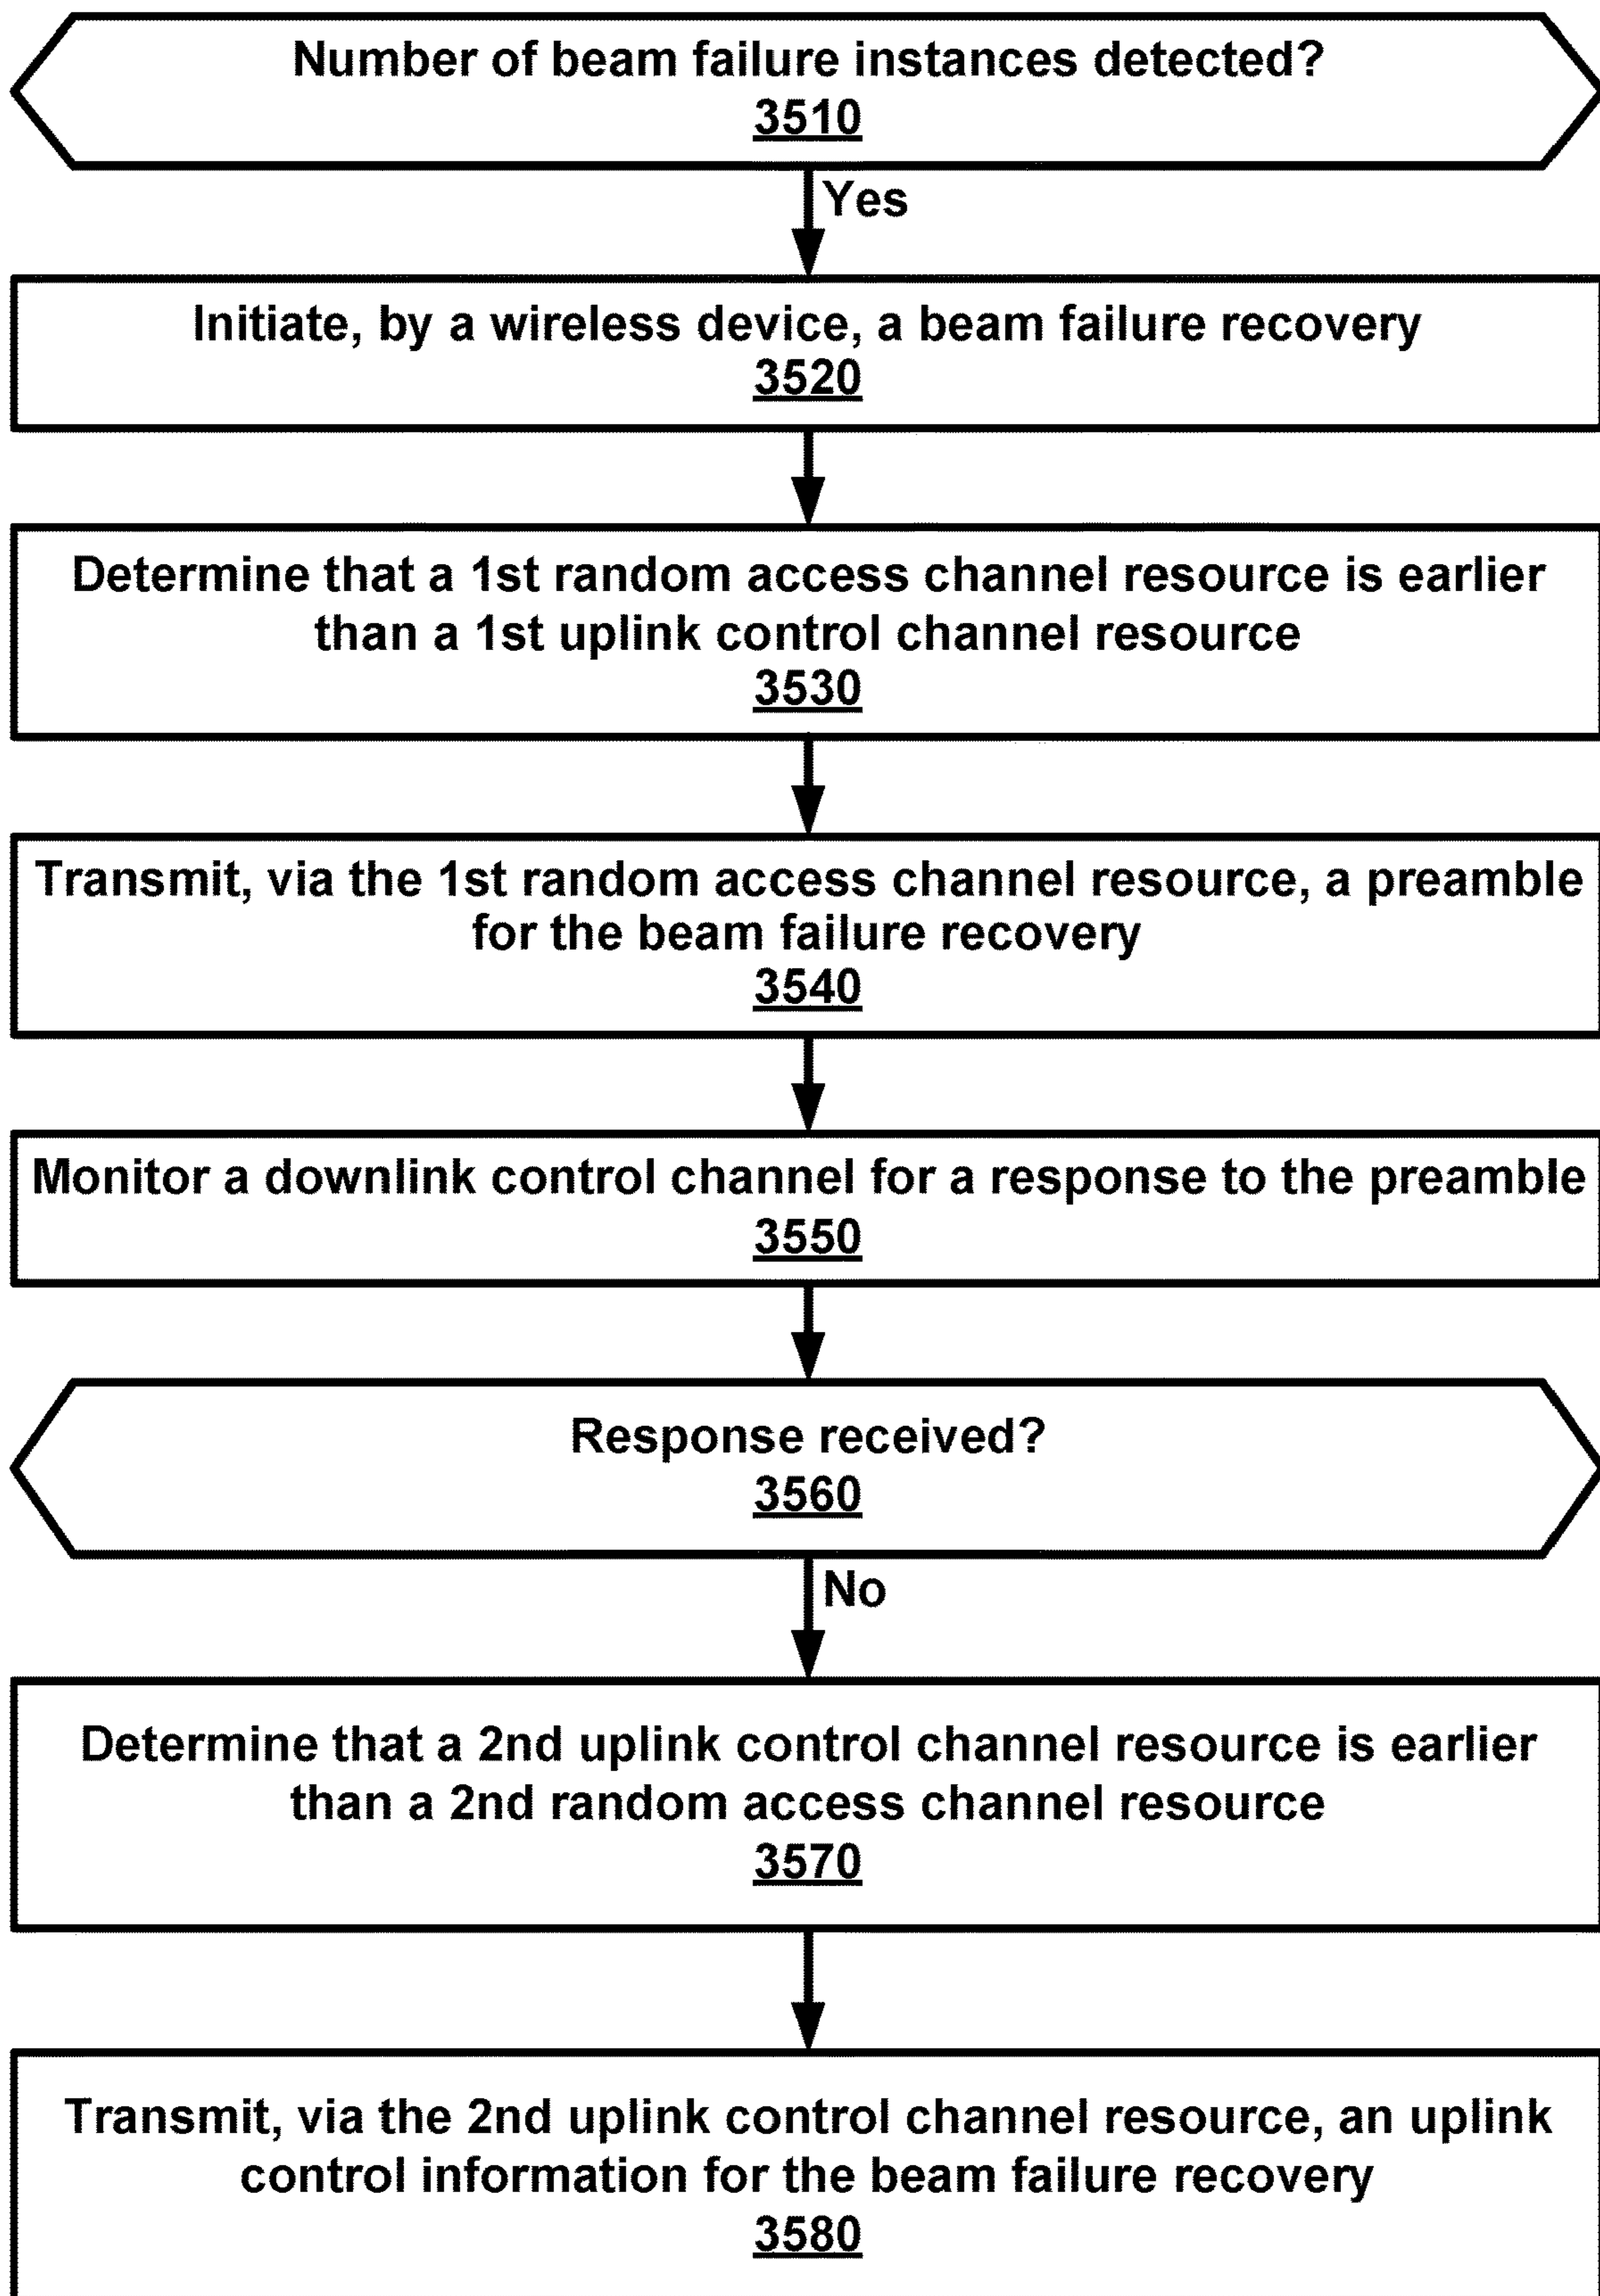 Number of beam failure instances detected?
3510
Yes
Initiate, by a wireless device, a beam failure recovery
3520
Determine that a 1st random access channel resource is earlier
than a 1st uplink control channel resource
3530
Transmit, via the 1st random access channel resource, a preamble
for the beam failure recovery
3540
Monitor a downlink control channel for a response to the preamble
3550
Response received?
3560
No
Determine that a 2nd uplink control channel resource is earlier
than a 2nd random access channel resource
3570
Transmit, via the 2nd uplink control channel resource, an uplink
control information for the beam failure recovery
3580